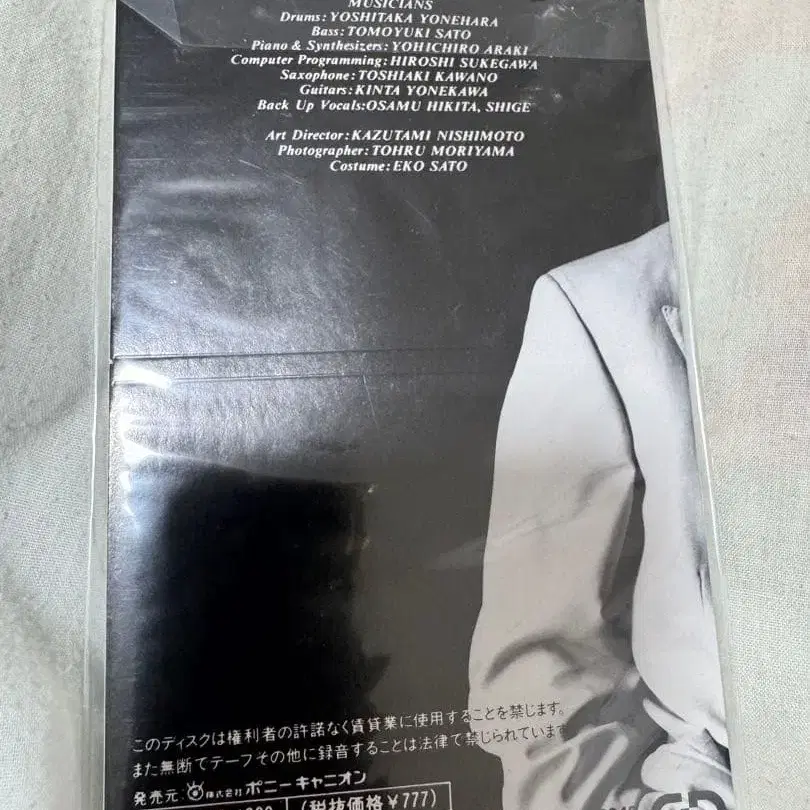 MUSICIANS
Drums:YOSHITAKA YONEHARA
Bass:TOMOYUKI SATO
Piano & Synthesizers:YOHICHIRO ARAKI
Computer Programming:HIROSHI SUKEGAWA
Saxophone:TOSHIAKI KAWANO
Guitars:KINTA YONEKAWA
Back Up Vocals:OSAMU HIKITA, SHIGE
Art Director:KAZUTAMI NISHIMOTO
Photographer:TOHRU MORIYAMA
Costume:EKO SATO
このディスクは権利者の許諾なく賃貸業に使用することを禁じます。
また無断でテープその他に録音することは法律で禁じられています
発売元:株式会社ポニーキャニオン
(税抜価格¥777)